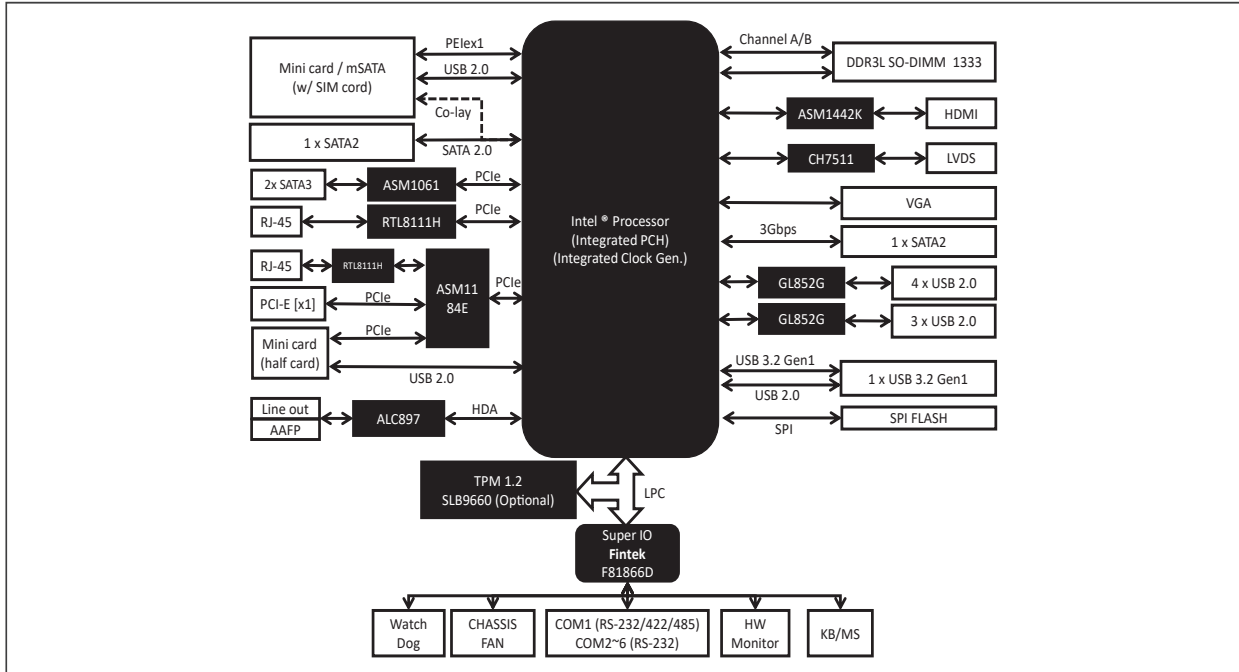 PEIex1
Mini card / mSATA
(w/ SIM cord)
USB 2.0
Co-lay
1 x SATA2
SATA 2.0
2x SATA3
ASM1061
PCIe
RJ-45
RTL8111H
PCIe
RJ-45
RTL8111H
ASM11
84E
PCIe
PCI-E [x1]
PCIe
Mini card
(half card)
PCIe
USB 2.0
Line out
AAFP
ALC897
HDA
Intel ® Processor
(Integrated PCH)
(Integrated Clock Gen.)
Channel A/B
DDR3L SO-DIMM 1333
ASM1442K
HDMI
CH7511
LVDS
VGA
3Gbps
1 x SATA2
GL852G
4 x USB 2.0
GL852G
3 x USB 2.0
USB 3.2 Gen1
1 x USB 3.2 Gen1
USB 2.0
SPI FLASH
SPI
TPM 1.2
SLB9660 (Optional)
LPC
Super IO
Fintek
F81866D
Watch
Dog
CHASSIS
FAN
COM1 (RS-232/422/485)
COM2~6 (RS-232)
HW
Monitor
KB/MS